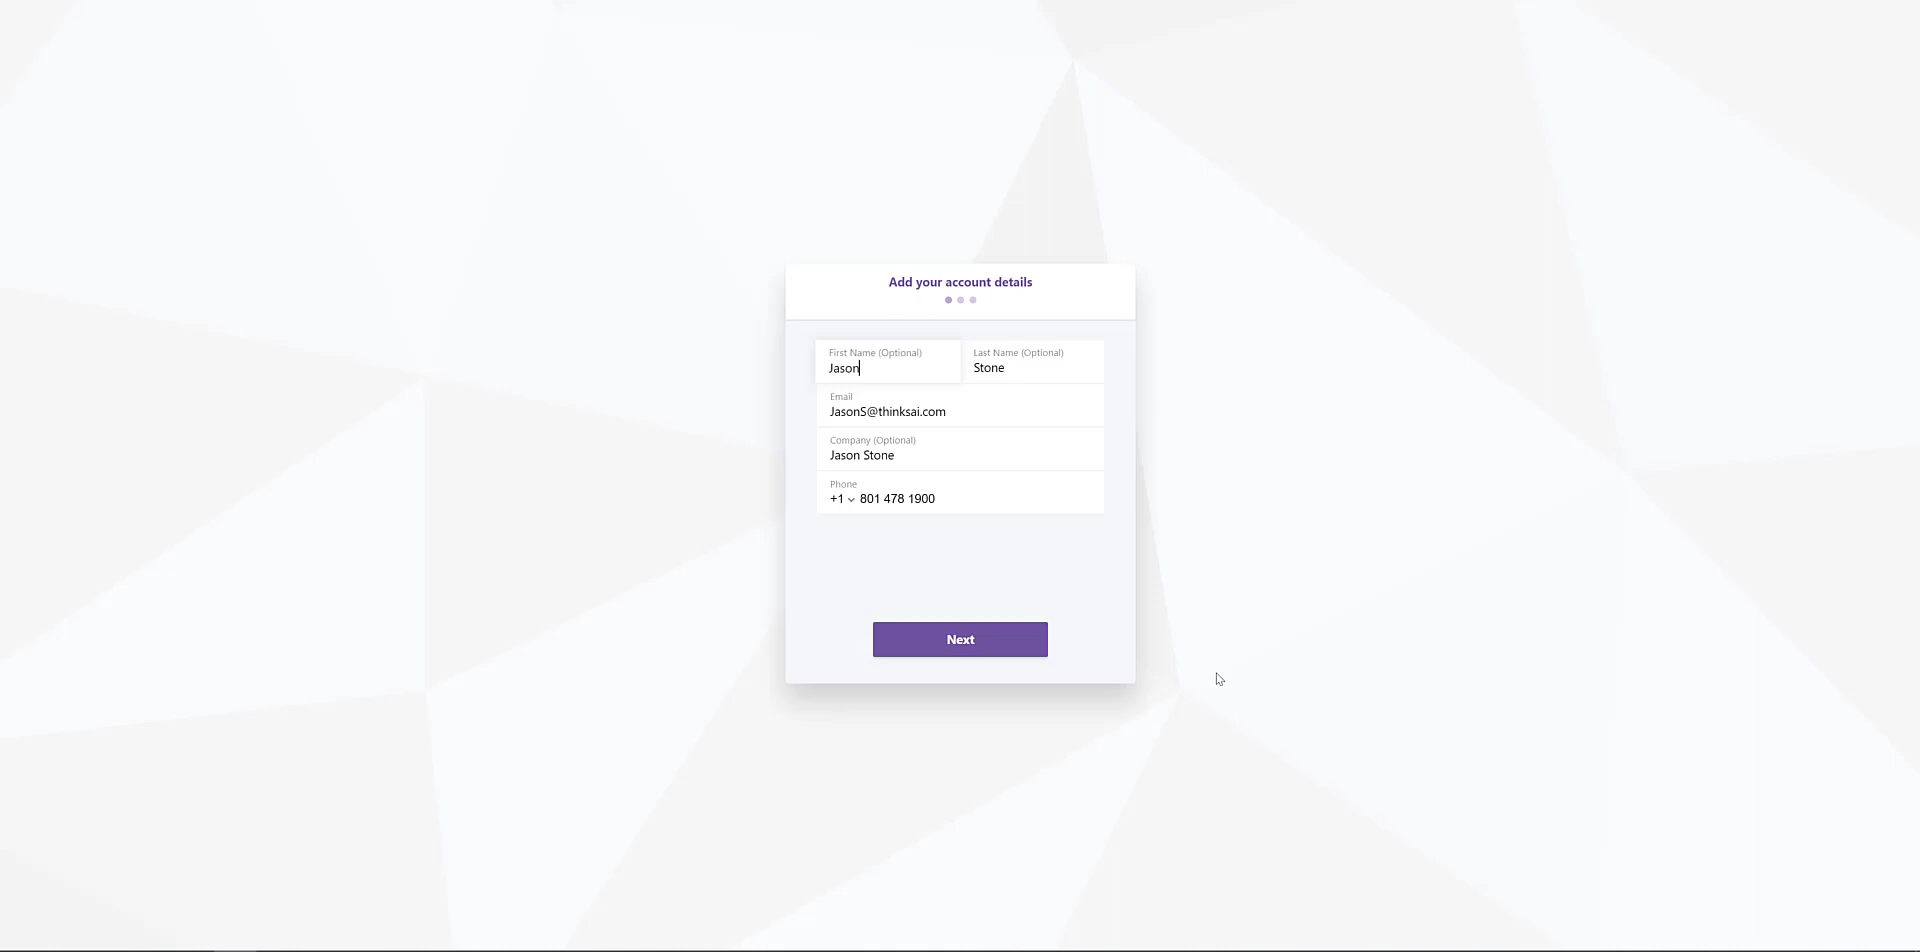 Add your account details
First Name (Optional)
Jason
Last Name (Optional)
Stone
Email
JasonS@thinksai.com
Company (Optional)
Jason Stone
Phone
+1 801 478 1900
Next